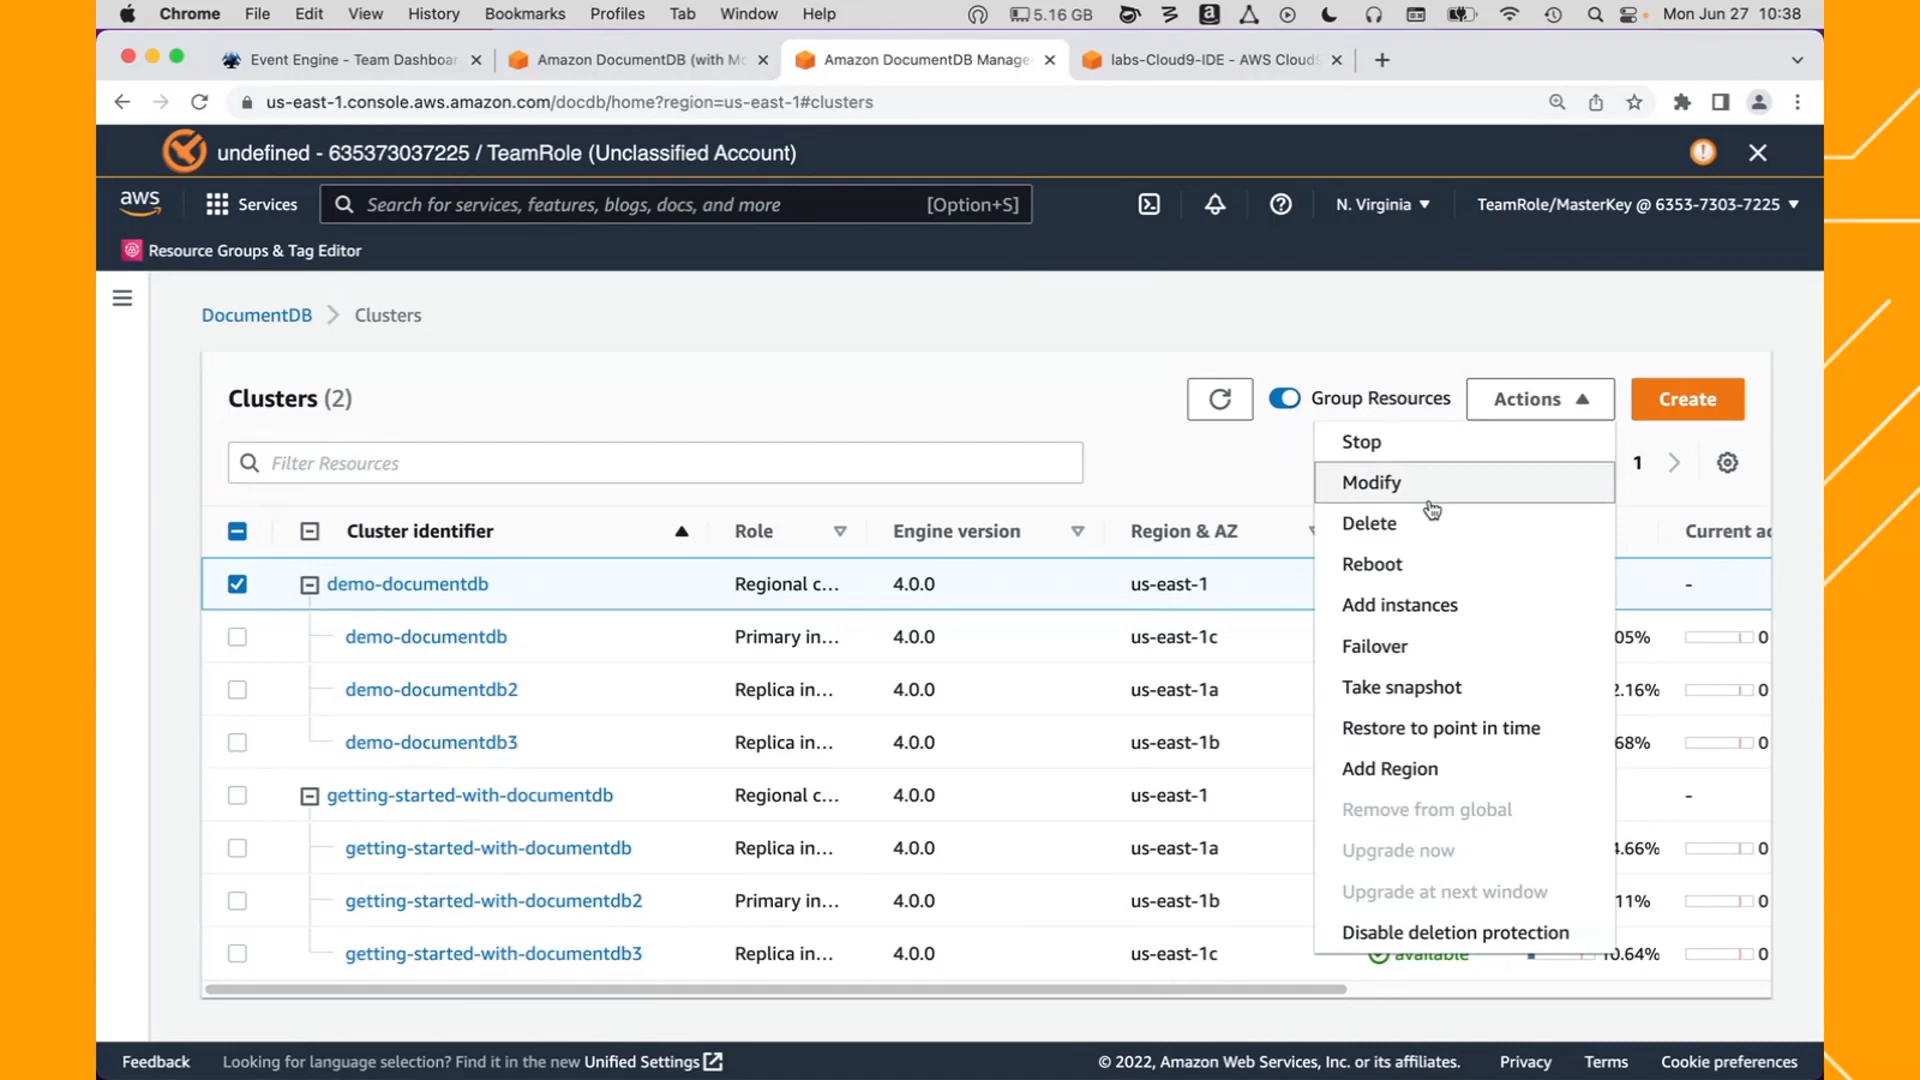 Chrome File Edit View History Bookmarks Profiles Tab Window Help 5.16 GB Mon Jun 27 10:38
Event Engine - Team Dashboar Amazon DocumentDB (with Mo Amazon DocumentDB Manage labs-Cloud9-IDE - AWS Cloud9
us-east-1.console.aws.amazon.com/docdb/home?region=us-east-1#clusters
undefined - 635373037225 / TeamRole (Unclassified Account)
aws Services Search for services, features, blogs, docs, and more [Option+S] N. Virginia TeamRole/MasterKey @ 6353-7303-7225
Resource Groups & Tag Editor
DocumentDB Clusters
Clusters (2) Group Resources Actions Create
Filter Resources 1
Cluster identifier Role Engine version Region & AZ Current ac
demo-documentdb Regional c... 4.0.0 us-east-1 -
demo-documentdb Primary in... 4.0.0 us-east-1c 05% 0
demo-documentdb2 Replica in... 4.0.0 us-east-1a 2.16% 0
demo-documentdb3 Replica in... 4.0.0 us-east-1b 68% 0
getting-started-with-documentdb Regional c... 4.0.0 us-east-1 -
getting-started-with-documentdb Replica in... 4.0.0 us-east-1a 4.66% 0
getting-started-with-documentdb2 Primary in... 4.0.0 us-east-1b 11% 0
getting-started-with-documentdb3 Replica in... 4.0.0 us-east-1c available 10.64% 0
Stop
Modify
Delete
Reboot
Add instances
Failover
Take snapshot
Restore to point in time
Add Region
Remove from global
Upgrade now
Upgrade at next window
Disable deletion protection
Feedback Looking for language selection? Find it in the new Unified Settings © 2022, Amazon Web Services, Inc. or its affiliates. Privacy Terms Cookie preferences